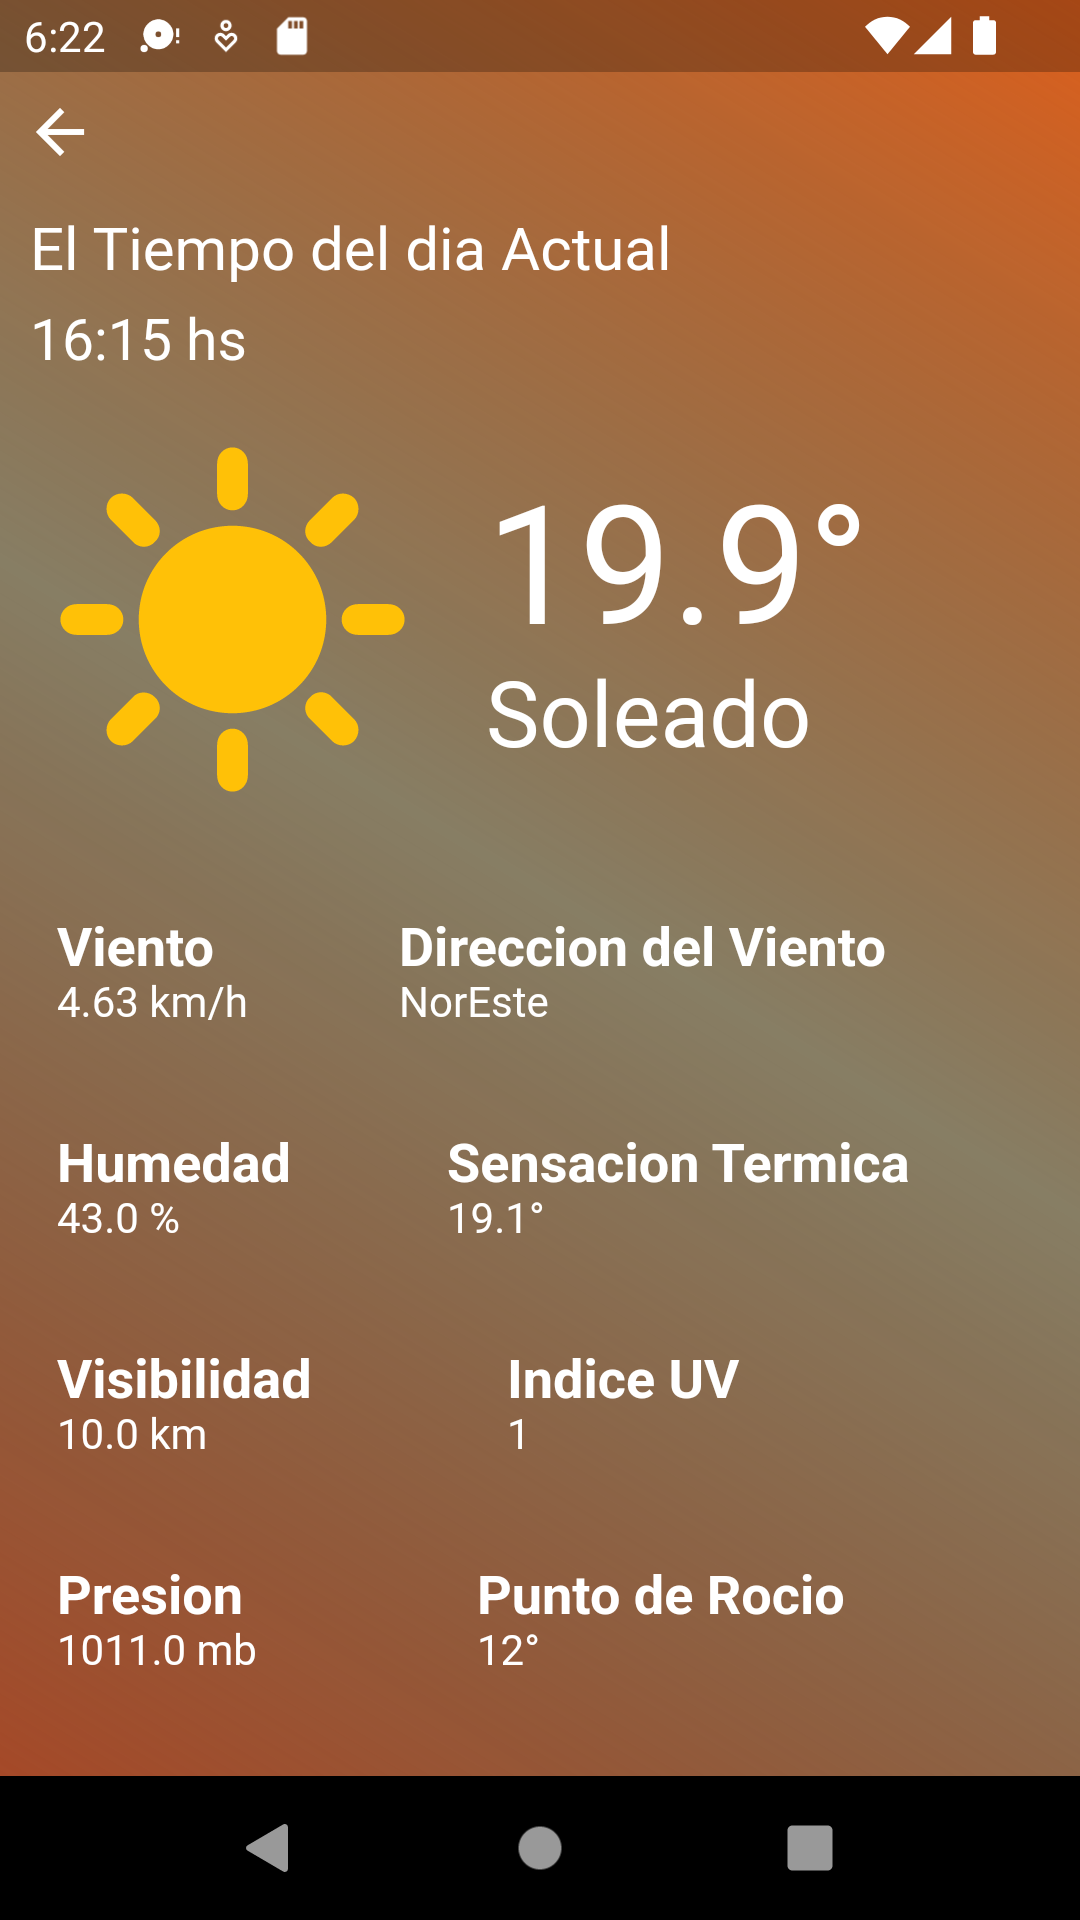 6:22
El Tiempo del dia Actual
16:15 hs
19.9°
Soleado
Viento
4.63 km/h
Direccion del Viento
NorEste
Humedad
43.0 %
Sensacion Termica
19.1°
Visibilidad
10.0 km
Indice UV
1
Presion
1011.0 mb
Punto de Rocio
12°